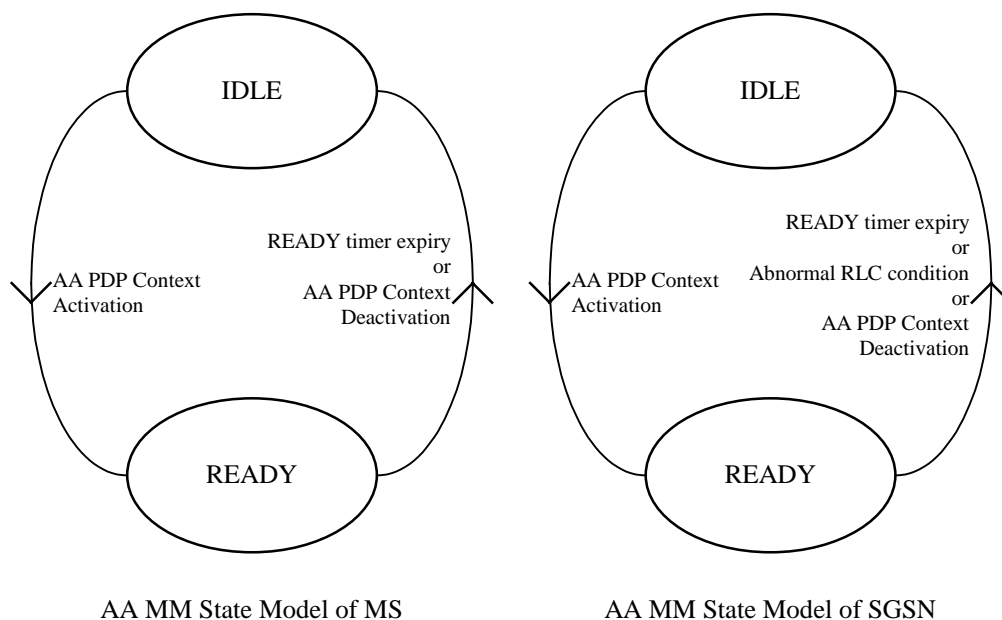 IDLE
AA PDP Context
Activation
READY timer expiry
or
AA PDP Context
Deactivation
READY
AA MM State Model of MS
IDLE
AA PDP Context
Activation
READY timer expiry
or
Abnormal RLC condition
or
AA PDP Context
Deactivation
READY
AA MM State Model of SGSN